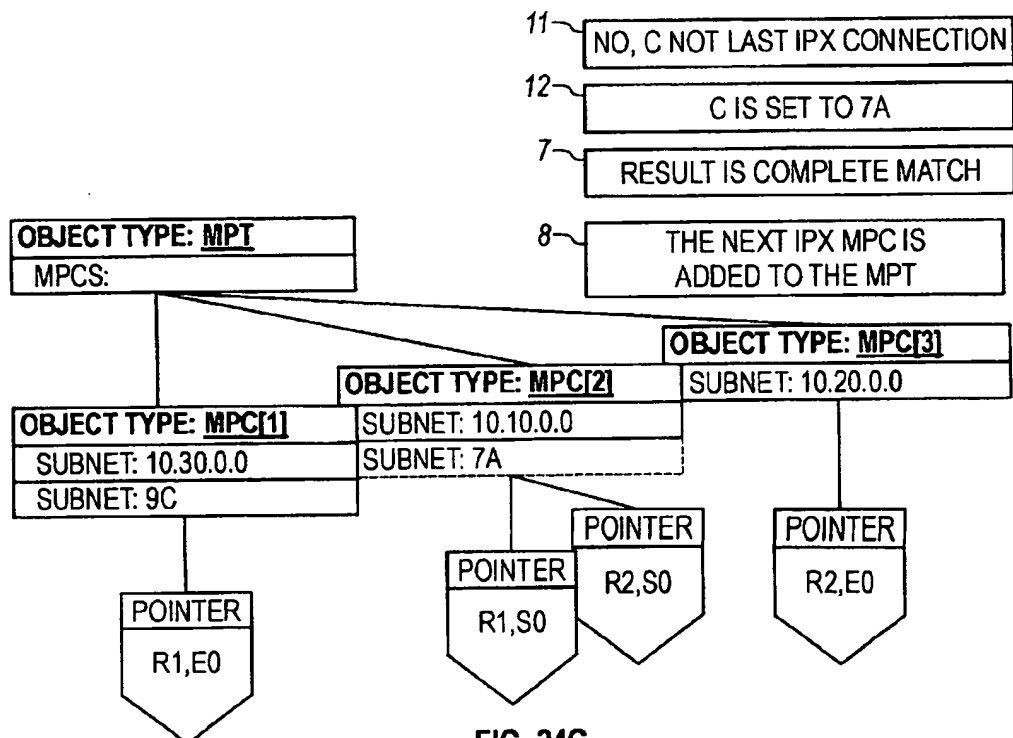 11
NO, C NOT LAST IPX CONNECTION
12
C IS SET TO 7A
7
RESULT IS COMPLETE MATCH
8
THE NEXT IPX MPC IS
ADDED TO THE MPT
OBJECT TYPE: MPT
MPCS:
OBJECT TYPE: MPC[3]
SUBNET: 10.20.0.0
OBJECT TYPE: MPC[2]
SUBNET: 10.10.0.0
SUBNET: 7A
OBJECT TYPE: MPC[1]
SUBNET: 10.30.0.0
SUBNET: 9C
POINTER
R1,E0
POINTER
R1,S0
POINTER
R2,S0
POINTER
R2,E0